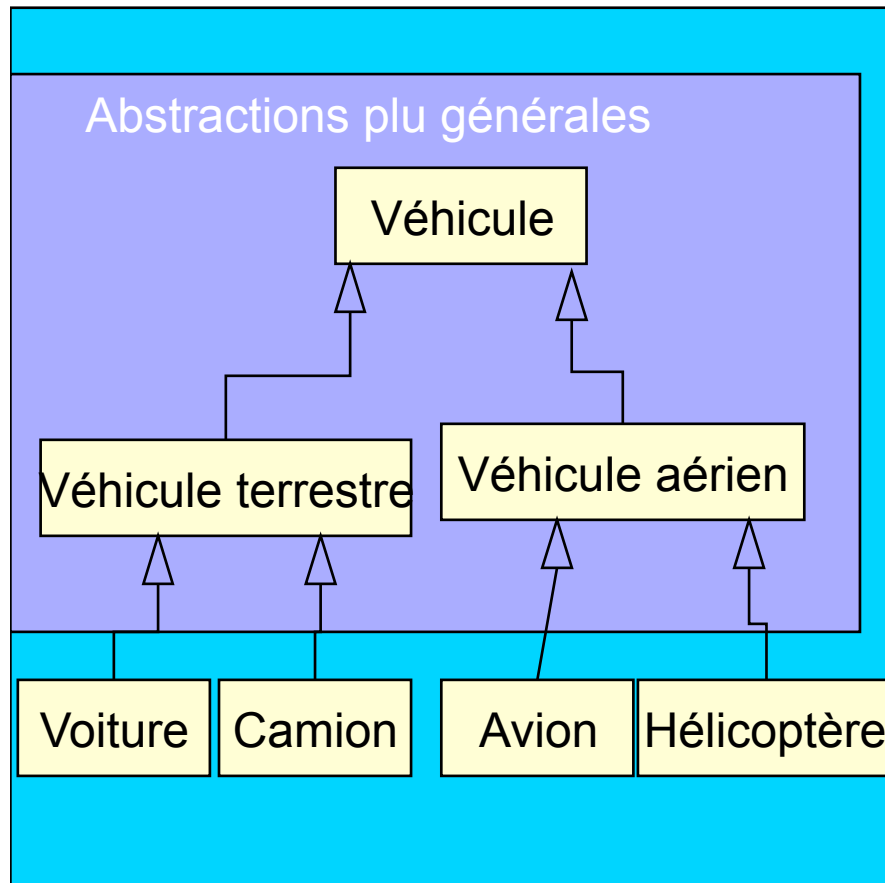 Abstractions plu générales
Véhicule
Véhicule terrestre
Véhicule aérien
Voiture
Camion
Avion
Hélicoptère